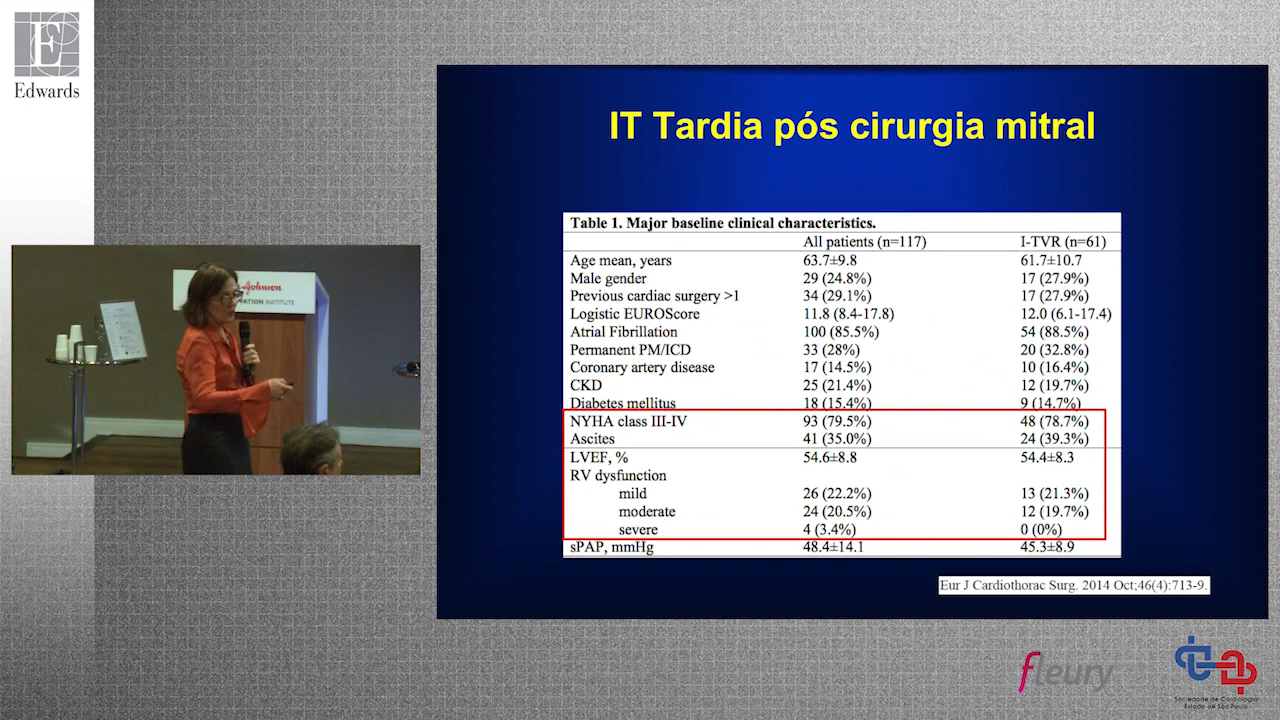 E
Edwards
IT Tardia pós cirurgia mitral
Table 1. Major baseline clinical characteristics.
All patients (n=117) I-TVR (n=61)
Age mean, years 63.7±9.8 61.7±10.7
Male gender 29 (24.8%) 17 (27.9%)
Previous cardiac surgery >1 34 (29.1%) 17 (27.9%)
Logistic EUROScore 11.8 (8.4-17.8) 12.0 (6.1-17.4)
Atrial Fibrillation 100 (85.5%) 54 (88.5%)
Permanent PM/ICD 33 (28%) 20 (32.8%)
Coronary artery disease 17 (14.5%) 10 (16.4%)
CKD 25 (21.4%) 12 (19.7%)
Diabetes mellitus 18 (15.4%) 9 (14.7%)
NYHA class III-IV 93 (79.5%) 48 (78.7%)
Ascites 41 (35.0%) 24 (39.3%)
LVEF, % 54.6±8.8 54.4±8.3
RV dysfunction
mild 26 (22.2%) 13 (21.3%)
moderate 24 (20.5%) 12 (19.7%)
severe 4 (3.4%) 0 (0%)
sPAP, mmHg 48.4±14.1 45.3±8.9
Eur J Cardiothorac Surg. 2014 Oct;46(4):713-9.
INSTITUTE
fleury
Sociedade de Cardiologia
Estado de São Paulo